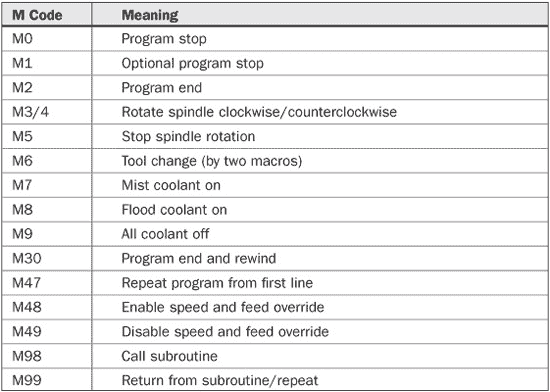 M Code Meaning
M0 Program stop
M1 Optional program stop
M2 Program end
M3/4 Rotate spindle clockwise/counterclockwise
M5 Stop spindle rotation
M6 Tool change (by two macros)
M7 Mist coolant on
M8 Flood coolant on
M9 All coolant off
M30 Program end and rewind
M47 Repeat program from first line
M48 Enable speed and feed override
M49 Disable speed and feed override
M98 Call subroutine
M99 Return from subroutine/repeat